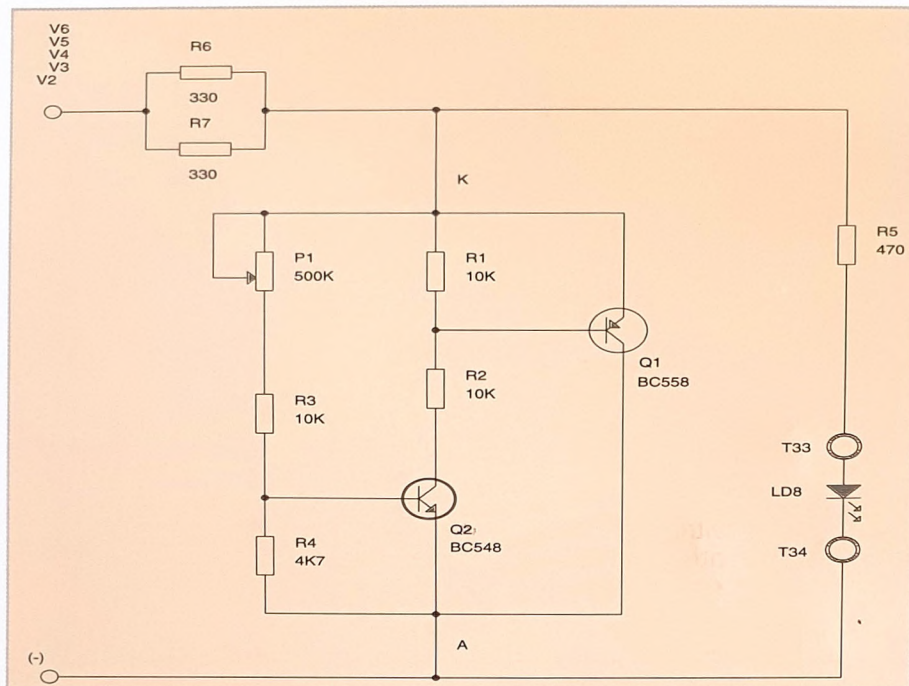 V6
V5
V4
V3
V2
R6
330
R7
330
K
P1
500K
R1
10K
R5
470
R2
10K
Q1
BC558
R3
10K
T33
LD8
Q2
BC548
R4
4K7
T34
A
(-)